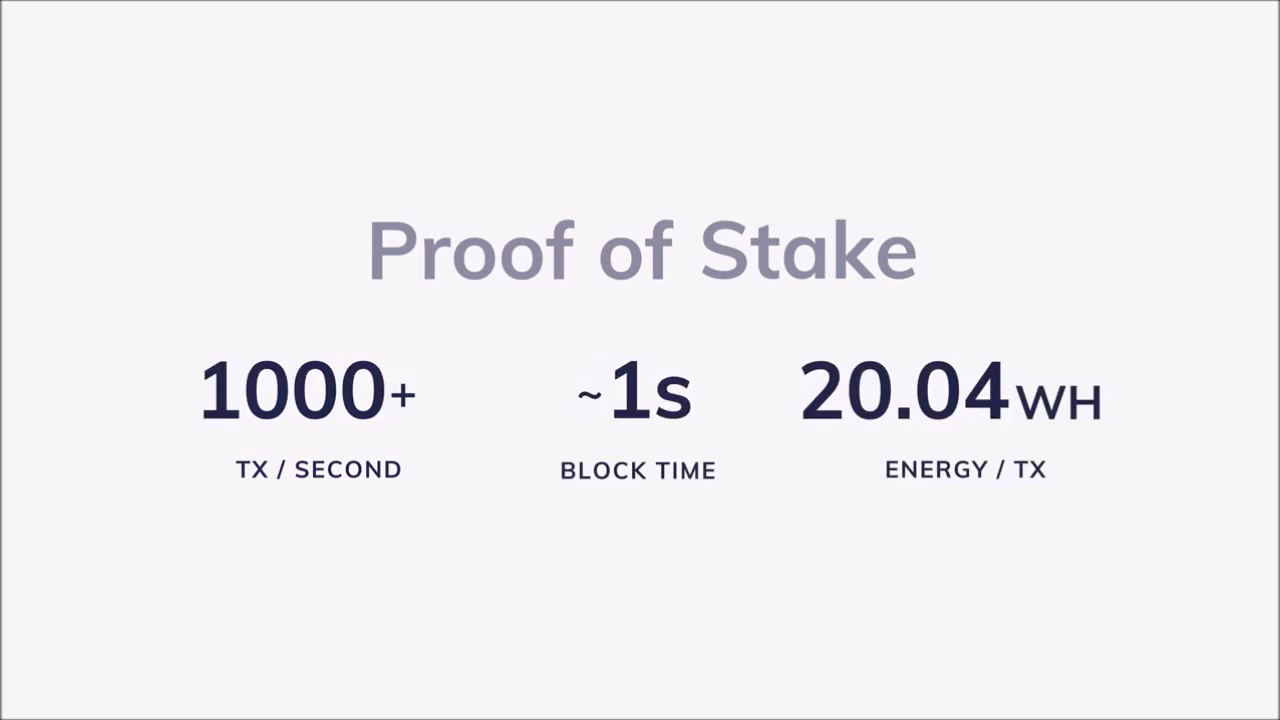 Proof of Stake
1000+ ~1s 20.04WH
TX / SECOND BLOCK TIME ENERGY / TX